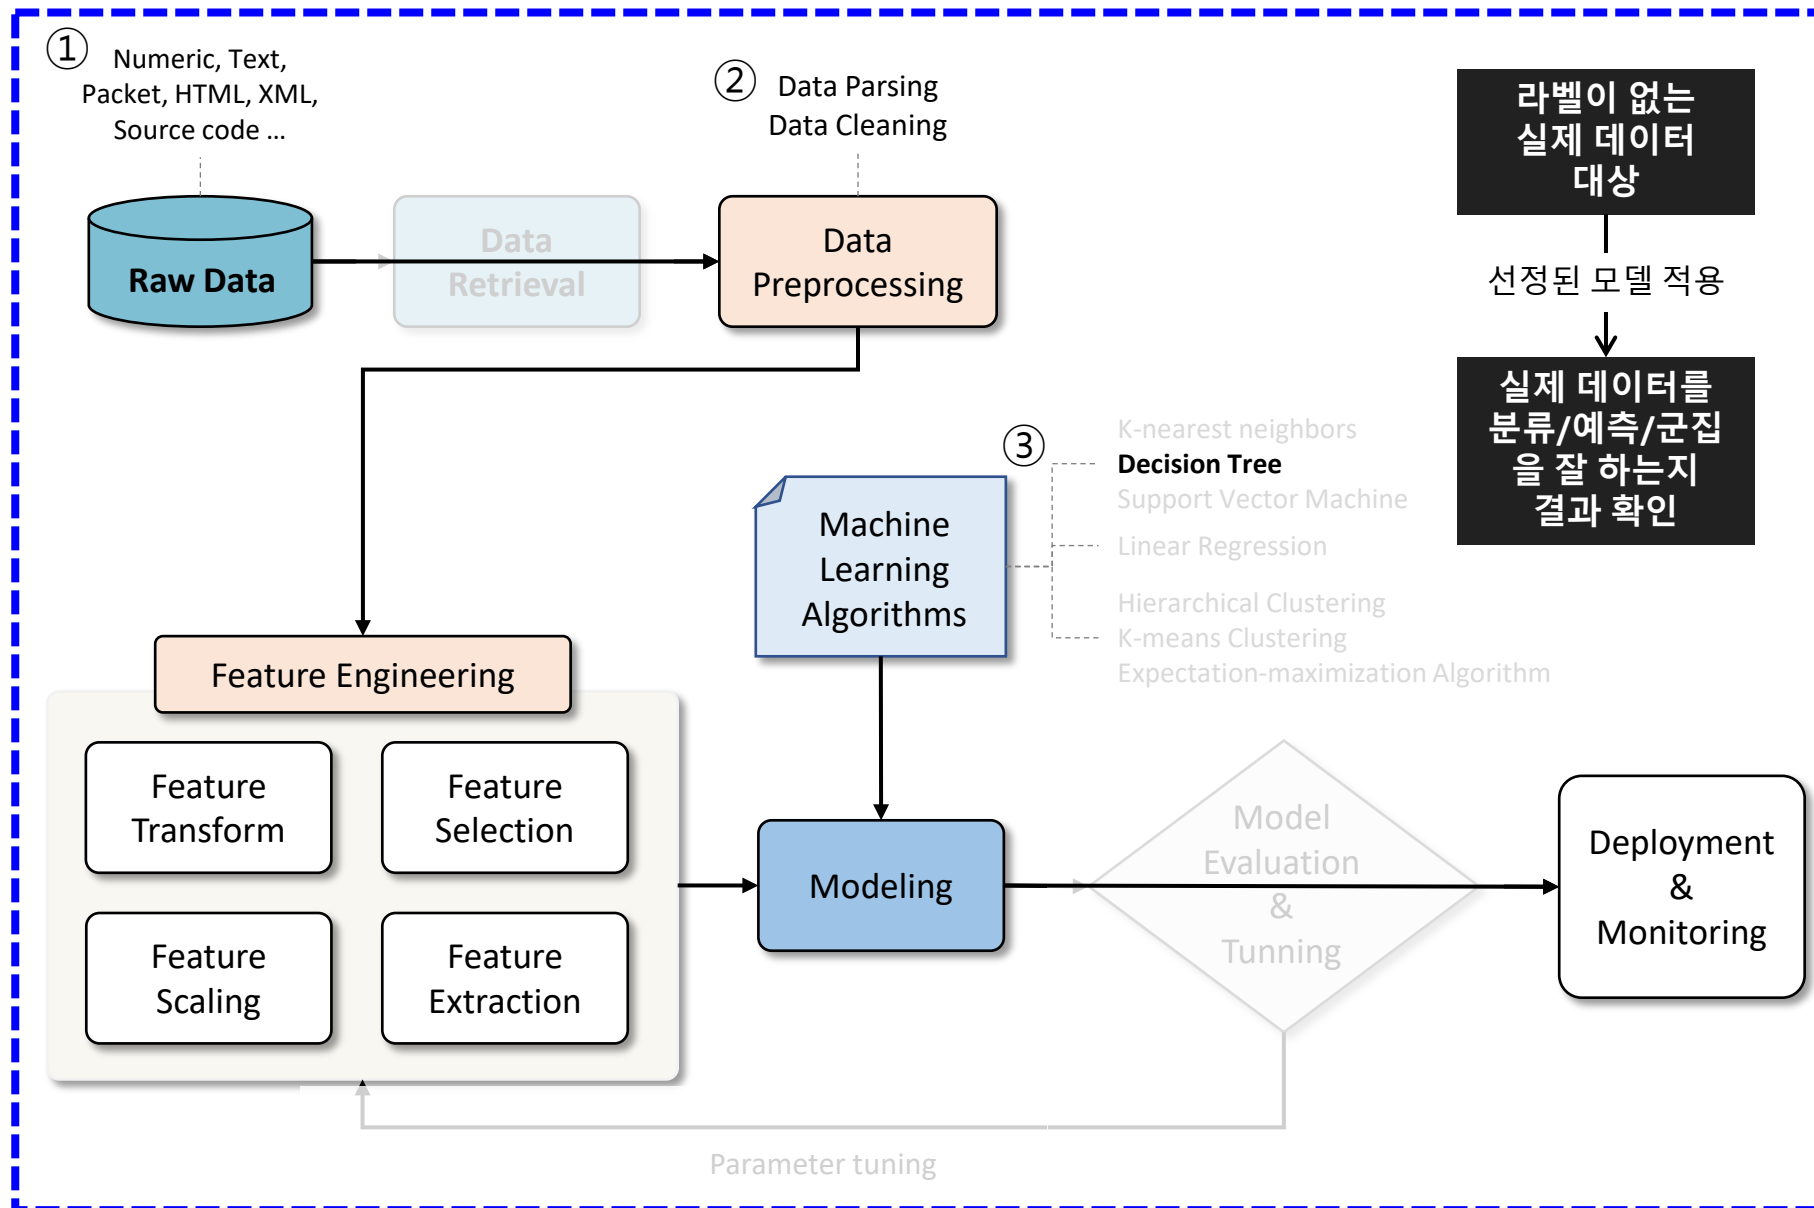 ①
Numeric, Text,
Packet, HTML, XML,
Source code ...
②
Data Parsing
Data Cleaning
라벨이 없는
실제 데이터
대상
Raw Data
Data
Retrieval
Data
Preprocessing
선정된 모델 적용
실제 데이터를
분류/예측/군집
을 잘 하는지
결과 확인
③
K-nearest neighbors
Decision Tree
Support Vector Machine
Linear Regression
Hierarchical Clustering
K-means Clustering
Expectation-maximization Algorithm
Machine
Learning
Algorithms
Feature Engineering
Feature
Transform
Feature
Selection
Feature
Scaling
Feature
Extraction
Modeling
Model
Evaluation
&
Tunning
Deployment
&
Monitoring
Parameter tuning